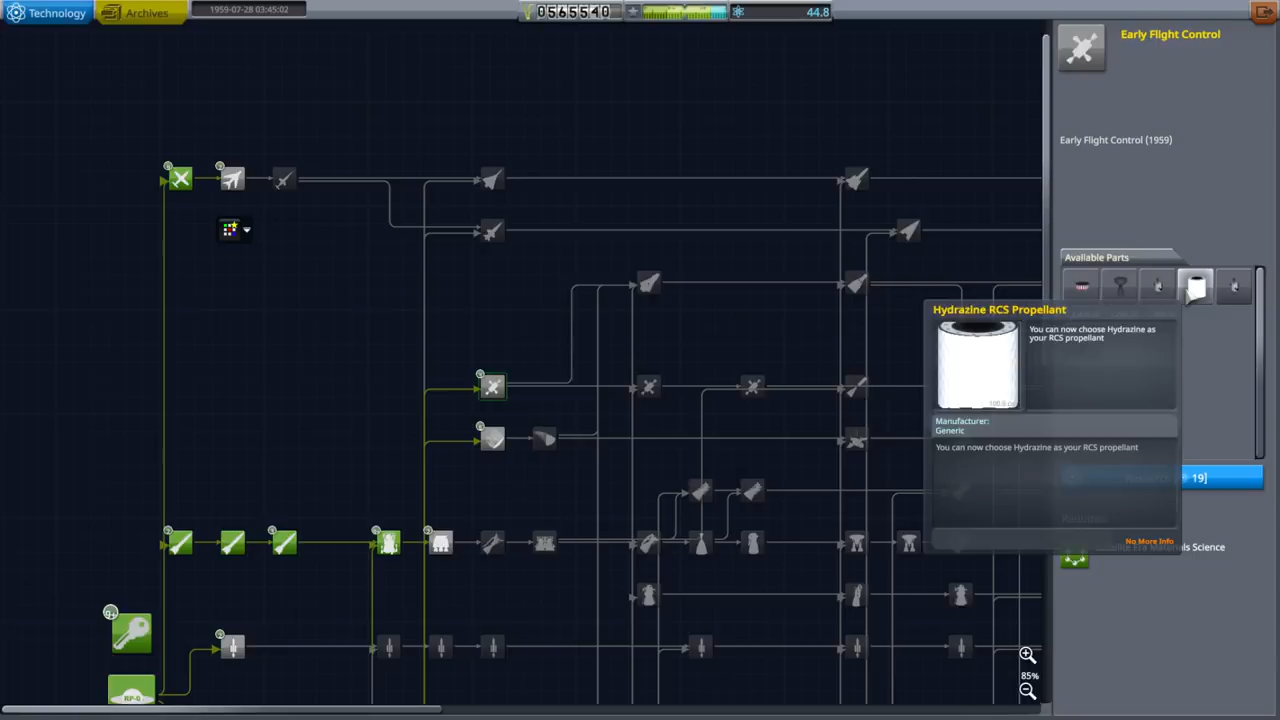 Technology
Archives
1959-07-28 03:45:02
0565540
44.8
Early Flight Control
Early Flight Control (1959)
Available Parts
Hydrazine RCS Propellant
You can now choose Hydrazine as
your RCS propellant
Manufacturer:
Generic
You can now choose Hydrazine as your RCS propellant
19]
No More Info
Materials Science
RP-0
85%